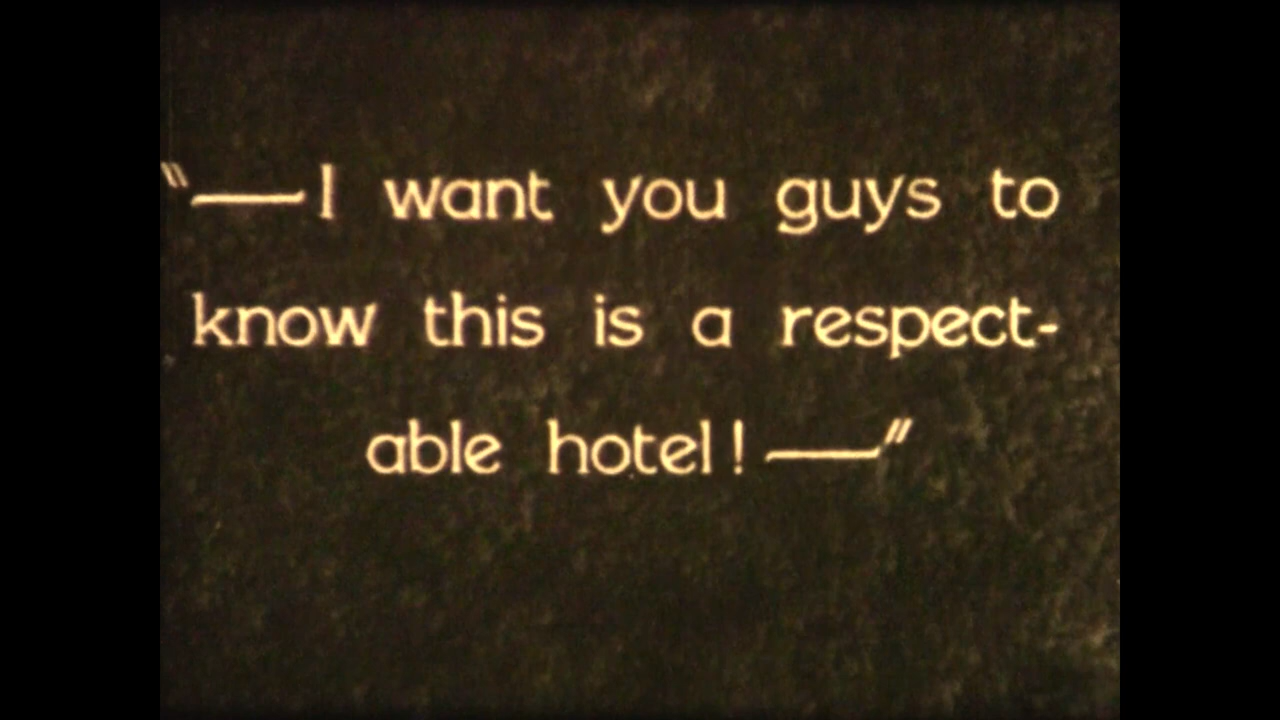 "—I want you guys to
know this is a respect-
able hotel!—"